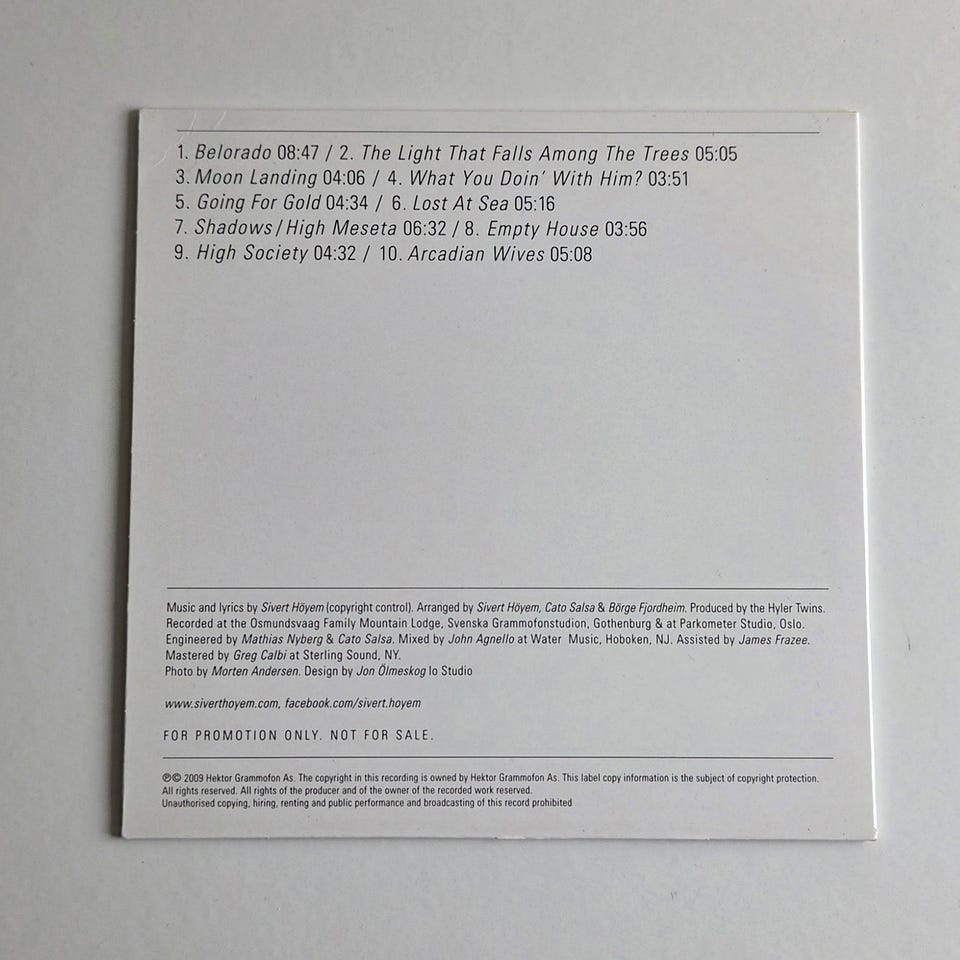 1. Belorado 08:47 / 2. The Light That Falls Among The Trees 05:05
3. Moon Landing 04:06 / 4. What You Doin' With Him? 03:51
5. Going For Gold 04:34 / 6. Lost At Sea 05:16
7. Shadows / High Meseta 06:32 / 8. Empty House 03:56
9. High Society 04:32 / 10. Arcadian Wives 05:08
Music and lyrics by Sivert Höyem (copyright control). Arranged by Sivert Höyem, Cato Salsa & Börge Fjordheim. Produced by the Hyler Twins.
Recorded at the Osmundsvaag Family Mountain Lodge, Svenska Grammofonstudion, Gothenburg & at Parkometer Studio, Oslo.
Engineered by Mathias Nyberg & Cato Salsa. Mixed by John Agnello at Water Music, Hoboken, NJ. Assisted by James Frazee.
Mastered by Greg Calbi at Sterling Sound, NY.
Photo by Morten Andersen. Design by Jon Ölmeskog Io Studio
www.siverthoyem.com, facebook.com/sivert.hoyem
FOR PROMOTION ONLY. NOT FOR SALE.
℗© 2009 Hektor Grammofon As. The copyright in this recording is owned by Hektor Grammofon As. This label copy information is the subject of copyright protection.
All rights reserved. All rights of the producer and of the owner of the recorded work reserved.
Unauthorised copying, hiring, renting and public performance and broadcasting of this record prohibited